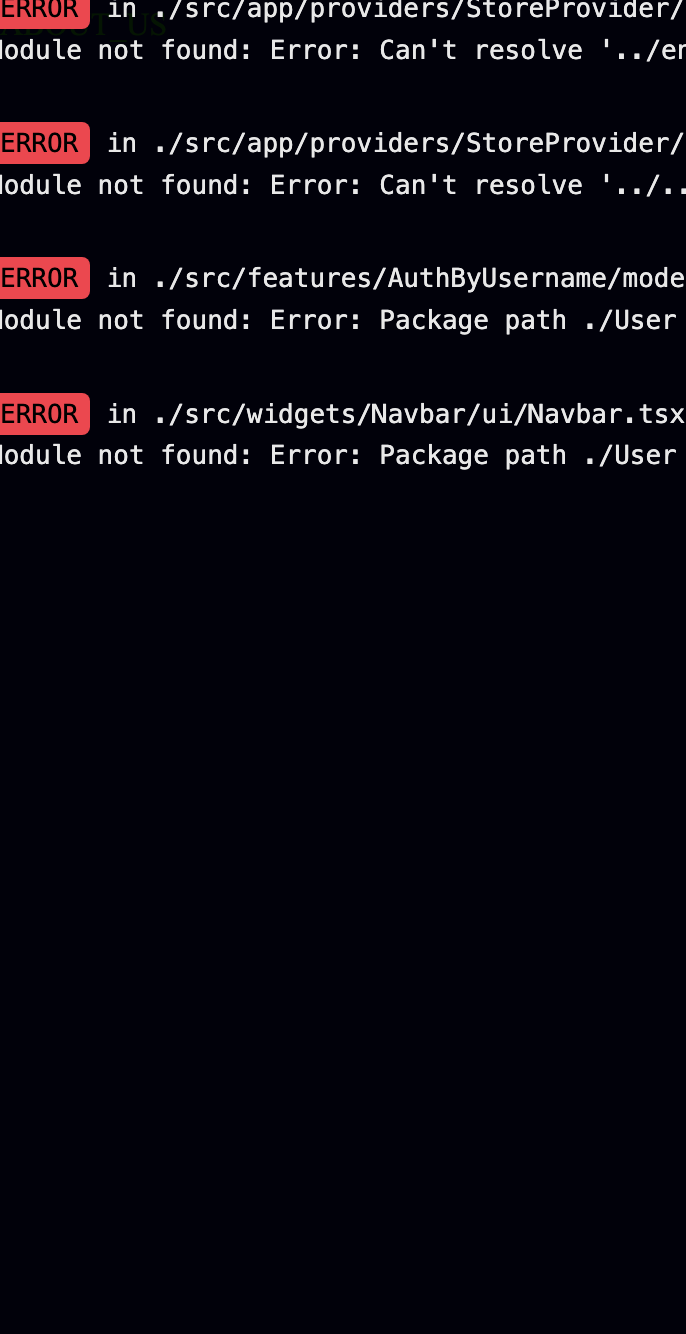 ERROR in ./src/app/providers/StoreProvider/
Module not found: Error: Can't resolve '../en
ERROR in ./src/app/providers/StoreProvider/
Module not found: Error: Can't resolve '../..
ERROR in ./src/features/AuthByUsername/mode
Module not found: Error: Package path ./User
ERROR in ./src/widgets/Navbar/ui/Navbar.tsx
Module not found: Error: Package path ./User